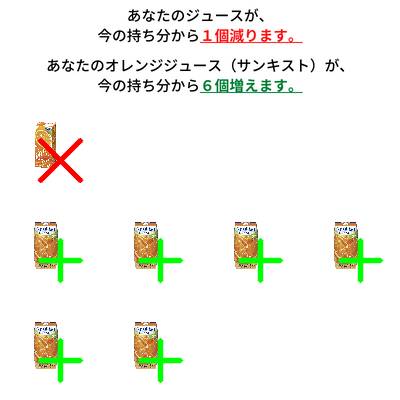 あなたのジュースが、
今の持ち分から１個減ります。
あなたのオレンジジュース（サンキスト）が、
今の持ち分から６個増えます。